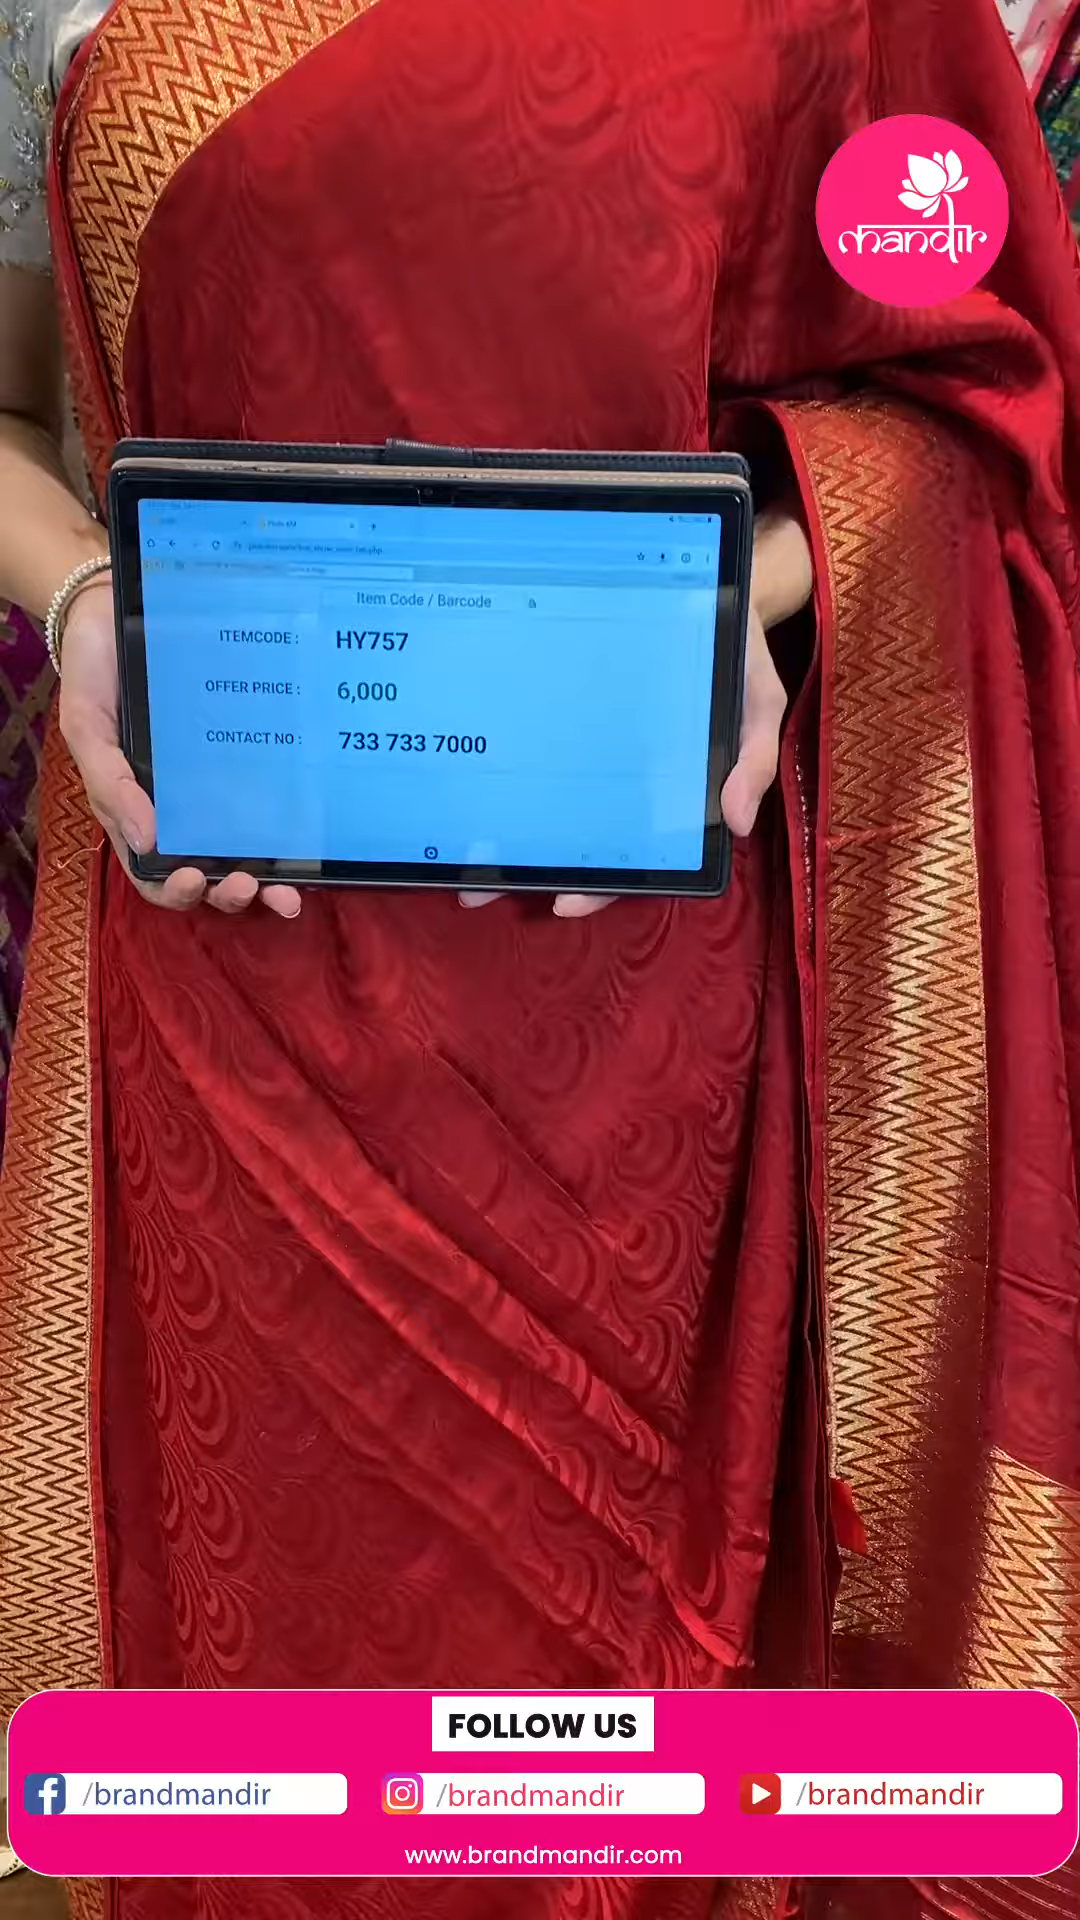 mandir
Item Code / Barcode
ITEMCODE : HY757
OFFER PRICE : 6,000
CONTACT NO : 733 733 7000
FOLLOW US
/brandmandir /brandmandir /brandmandir
www.brandmandir.com